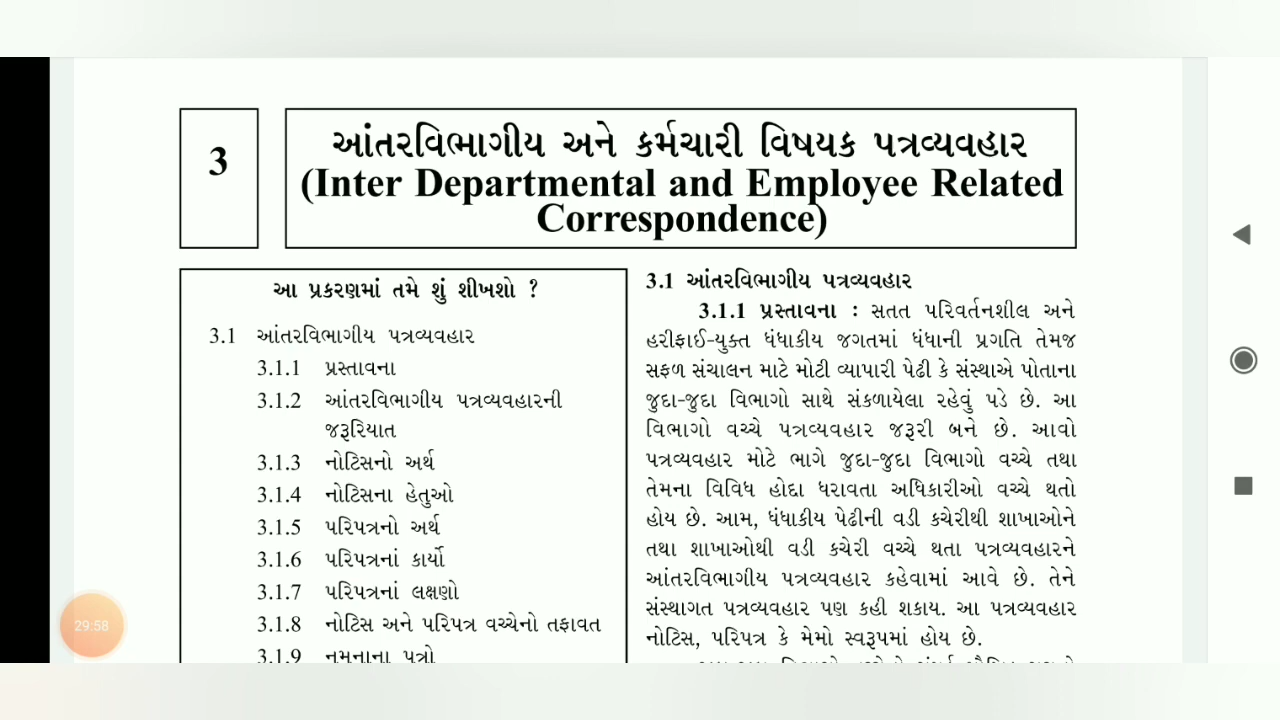 3
આંતરવિભાગીય અને કર્મચારી વિષયક પત્રવ્યવહાર
(Inter Departmental and Employee Related
Correspondence)
આ પ્રકરણમાં તમે શું શીખશો ?
3.1 આંતરવિભાગીય પત્રવ્યવહાર
3.1.1 પ્રસ્તાવના
3.1.2 આંતરવિભાગીય પત્રવ્યવહારની
જરૂરિયાત
3.1.3 નોટિસનો અર્થ
3.1.4 નોટિસના હેતુઓ
3.1.5 પરિપત્રનો અર્થ
3.1.6 પરિપત્રનાં કાર્યો
3.1.7 પરિપત્રનાં લક્ષણો
3.1.8 નોટિસ અને પરિપત્ર વચ્ચેનો તફાવત
3.1.9 નમૂનાના પત્રો
3.1 આંતરવિભાગીય પત્રવ્યવહાર
3.1.1 પ્રસ્તાવના : સતત પરિવર્તનશીલ અને
હરીફાઈ-યુક્ત ધંધાકીય જગતમાં ધંધાની પ્રગતિ તેમજ
સફળ સંચાલન માટે મોટી વ્યાપારી પેઢી કે સંસ્થાએ પોતાના
જુદા-જુદા વિભાગો સાથે સંકળાયેલા રહેવું પડે છે. આ
વિભાગો વચ્ચે પત્રવ્યવહાર જરૂરી બને છે. આવો
પત્રવ્યવહાર મોટે ભાગે જુદા-જુદા વિભાગો વચ્ચે તથા
તેમના વિવિધ હોદ્દા ધરાવતા અધિકારીઓ વચ્ચે થતો
હોય છે. આમ, ધંધાકીય પેઢીની વડી કચેરીથી શાખાઓને
તથા શાખાઓથી વડી કચેરી વચ્ચે થતા પત્રવ્યવહારને
આંતરવિભાગીય પત્રવ્યવહાર કહેવામાં આવે છે. તેને
સંસ્થાગત પત્રવ્યવહાર પણ કહી શકાય. આ પત્રવ્યવહાર
નોટિસ, પરિપત્ર કે મેમો સ્વરૂપમાં હોય છે.
29:58